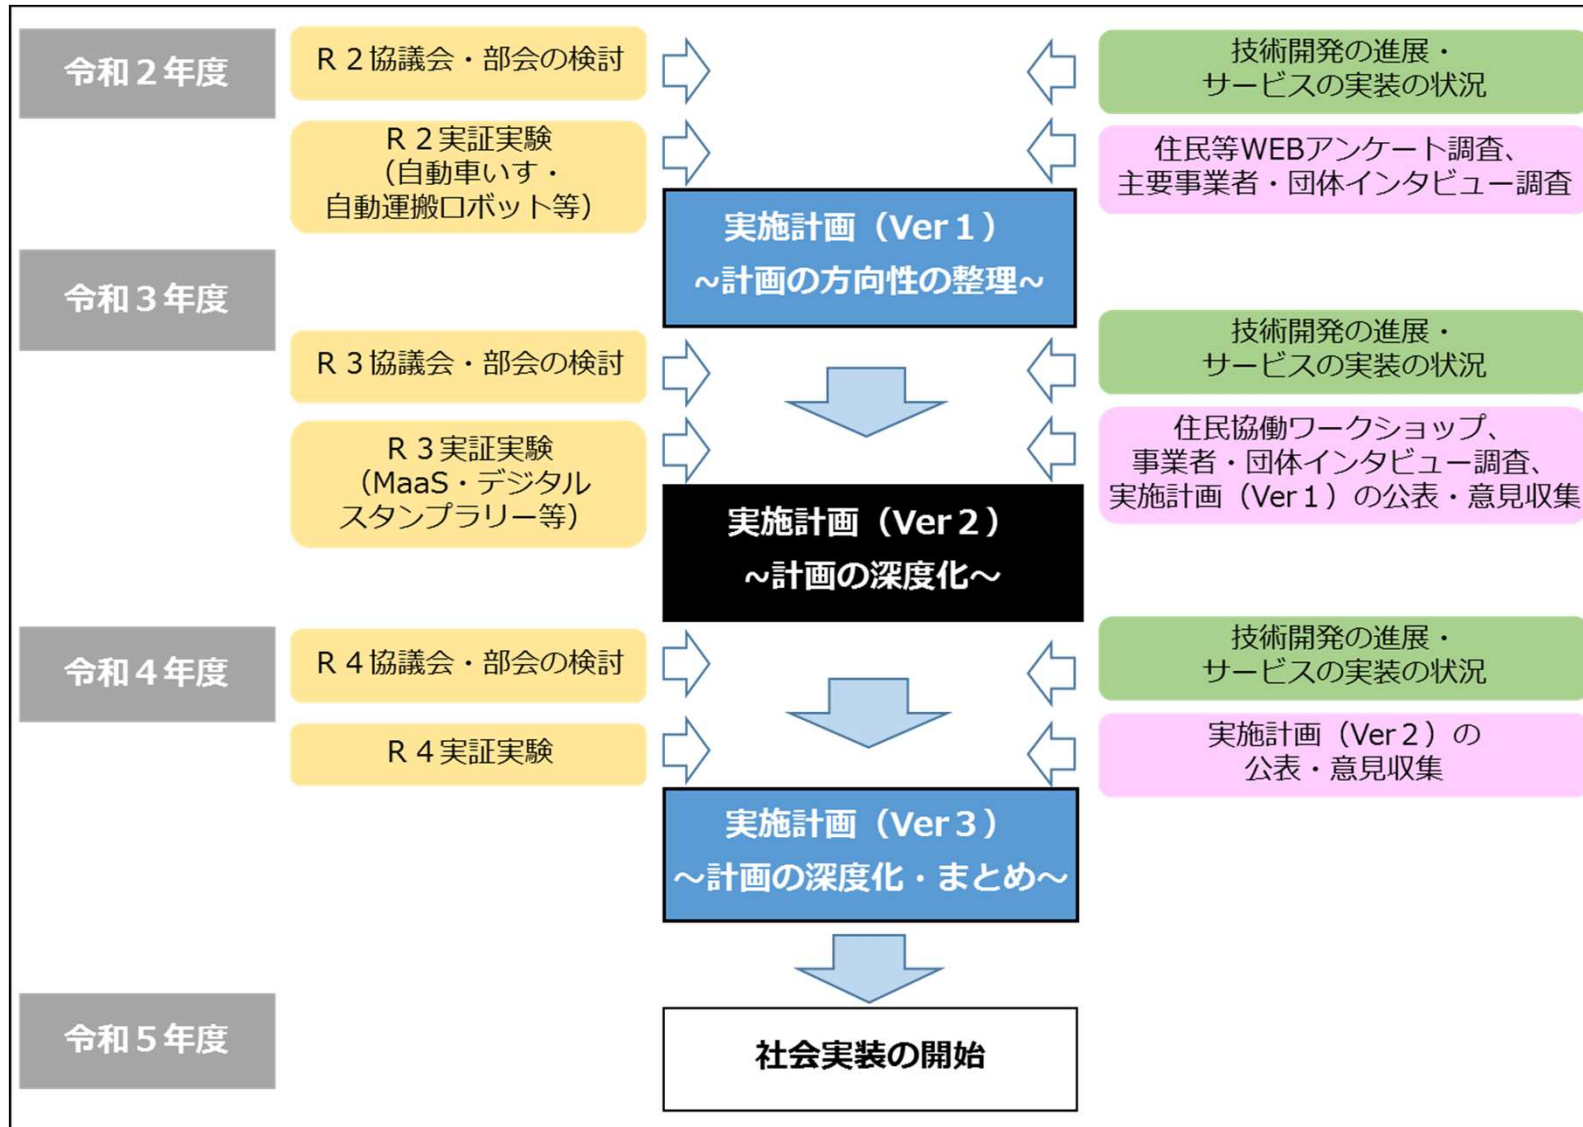 令和２年度
Ｒ２協議会・部会の検討
技術開発の進展・
サービスの実装の状況
Ｒ２実証実験
（自動車いす・
自動運搬ロボット等）
住民等WEBアンケート調査、
主要事業者・団体インタビュー調査
実施計画（Ver１）
~計画の方向性の整理~
令和３年度
Ｒ３協議会・部会の検討
技術開発の進展・
サービスの実装の状況
Ｒ３実証実験
（MaaS・デジタル
スタンプラリー等）
住民協働ワークショップ、
事業者・団体インタビュー調査、
実施計画（Ver１）の公表・意見収集
実施計画（Ver２）
~計画の深度化～
令和４年度
Ｒ４協議会・部会の検討
技術開発の進展・
サービスの実装の状況
Ｒ４実証実験
実施計画（Ver２）の
公表・意見収集
実施計画（Ver３）
～計画の深度化・まとめ～
令和５年度
社会実装の開始